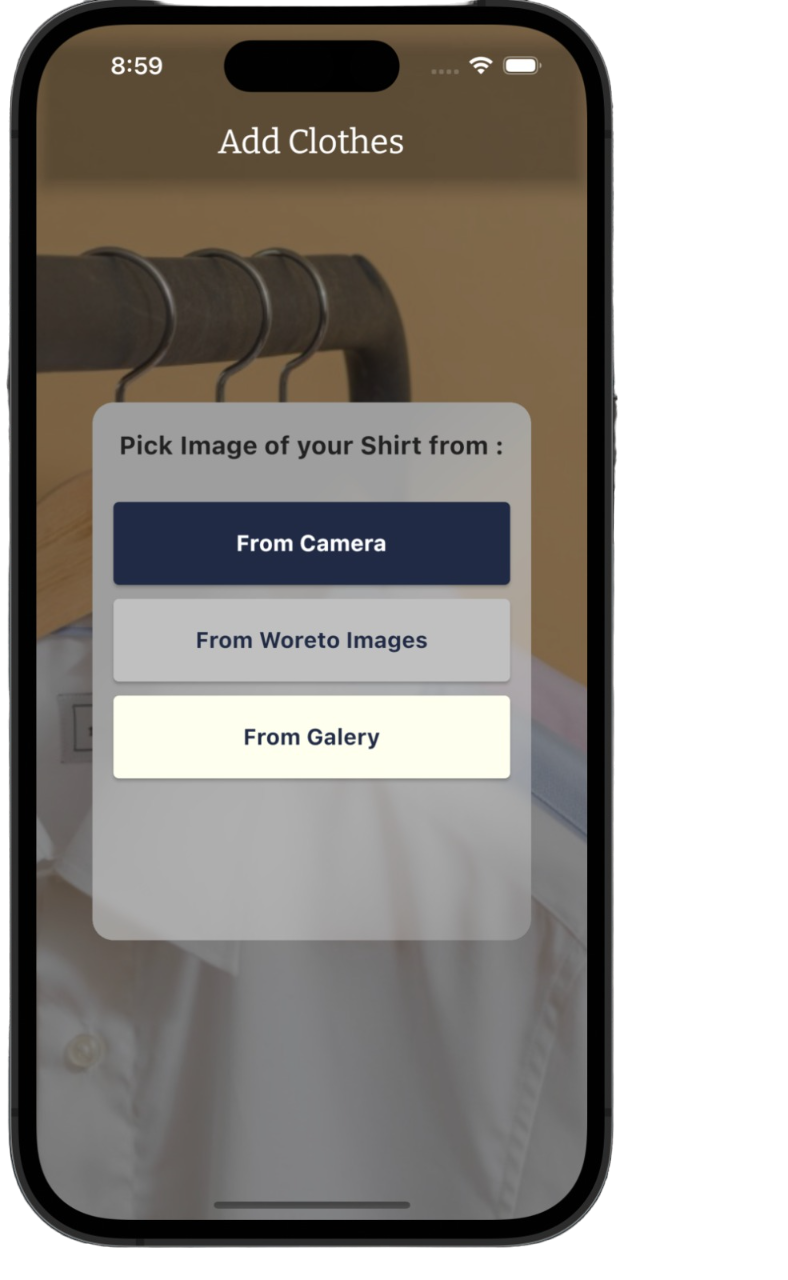 8:59
Add Clothes
Pick Image of your Shirt from :
From Camera
From Woreto Images
From Galery